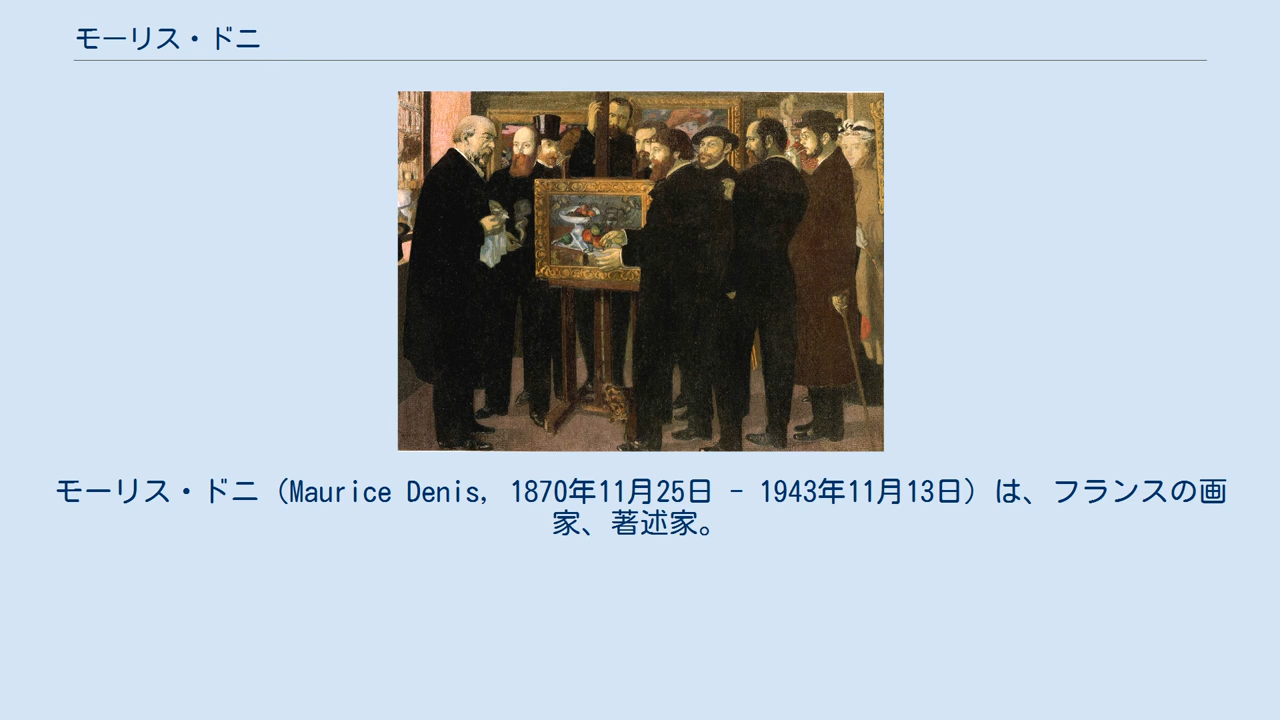 モーリス・ドニ
モーリス・ドニ（Maurice Denis, 1870年11月25日 - 1943年11月13日）は、フランスの画
家、著述家。